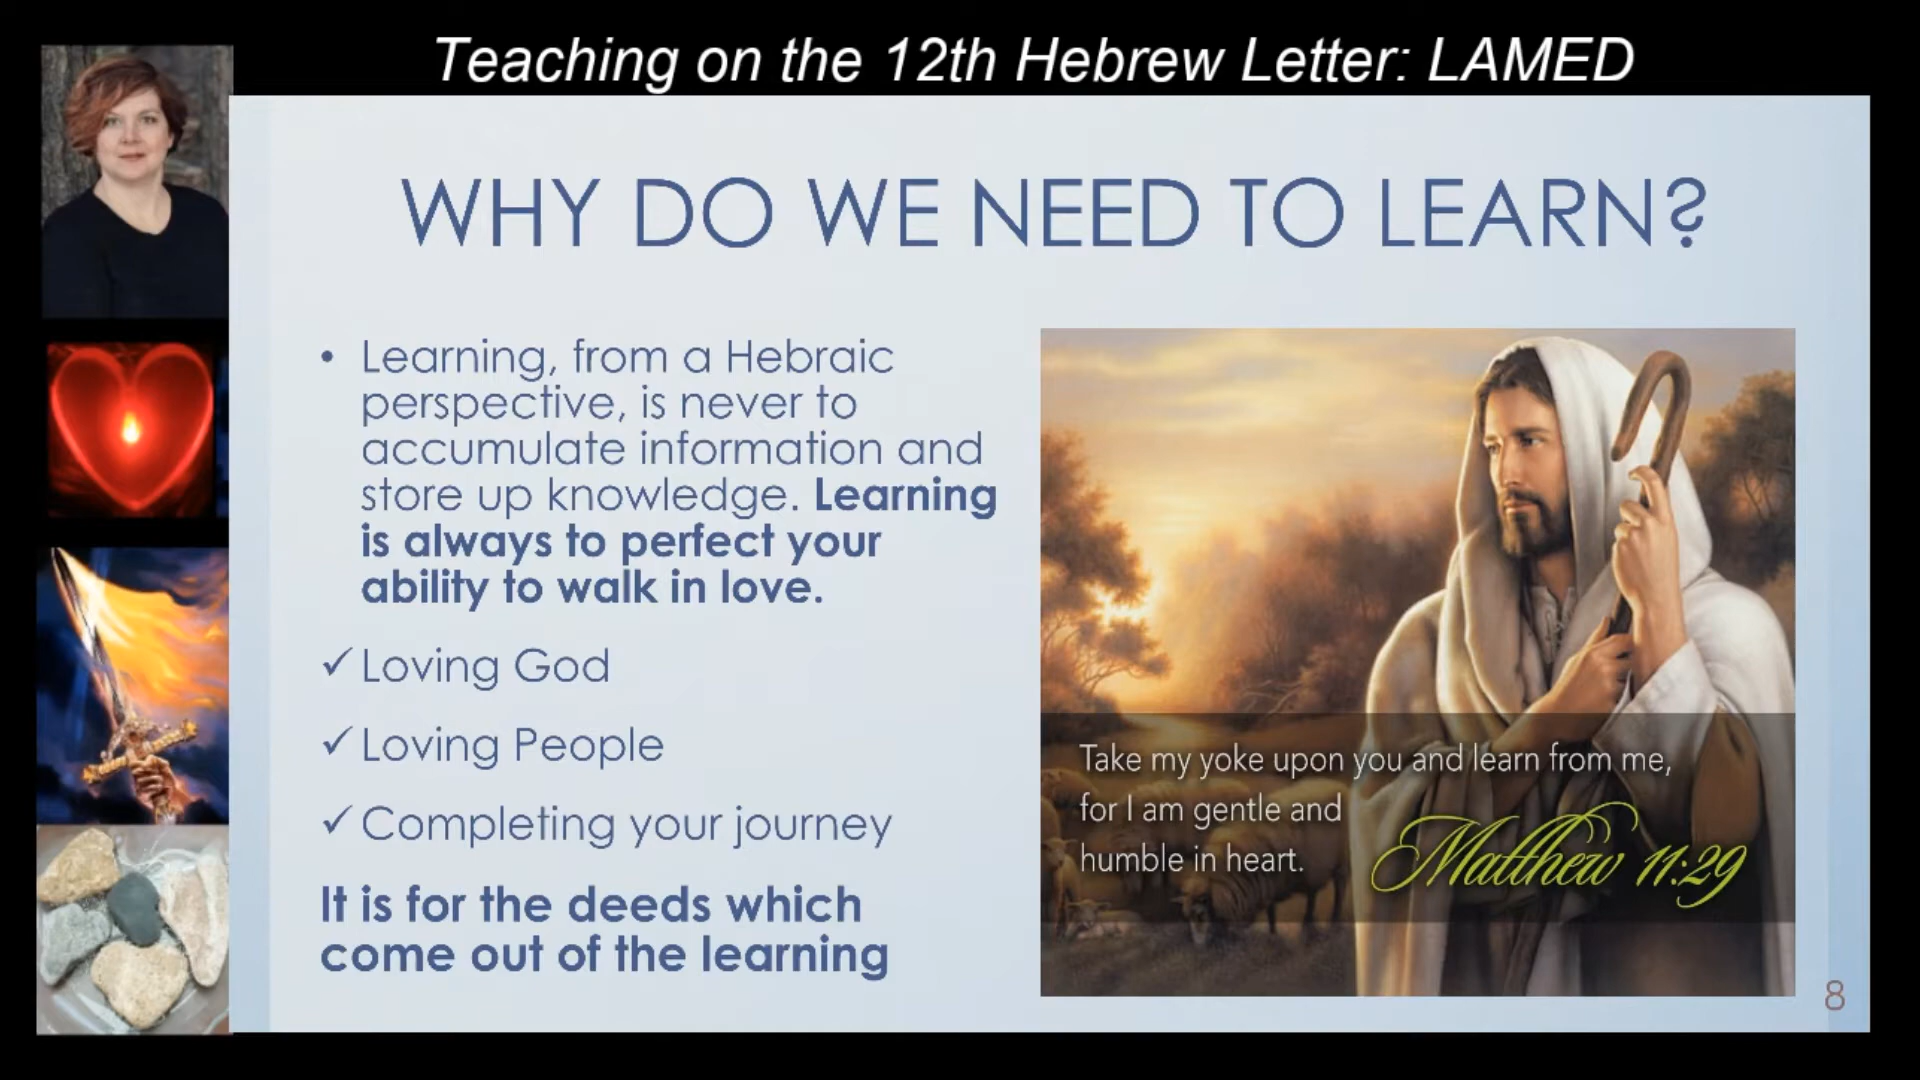 Teaching on the 12th Hebrew Letter: LAMED
WHY DO WE NEED TO LEARN?
• Learning, from a Hebraic
perspective, is never to
accumulate information and
store up knowledge. Learning
is always to perfect your
ability to walk in love.
✓ Loving God
✓ Loving People
✓ Completing your journey
It is for the deeds which
come out of the learning
Take my yoke upon you and learn from me,
for I am gentle and
humble in heart.
Matthew 11:29
8